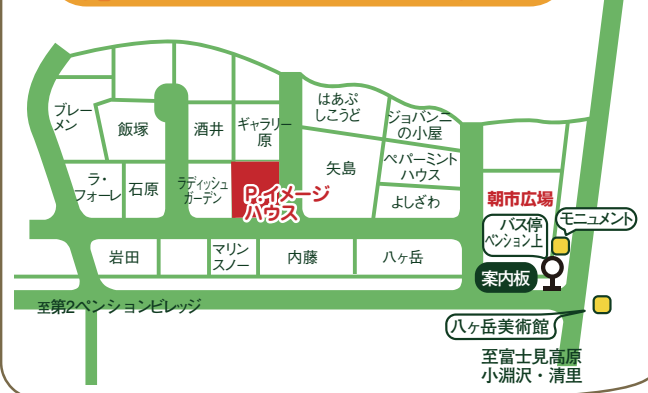 ブレー
メン
飯塚
酒井
ギャラリー
原
はあぷ
しこうど
ジョバンニ
の小屋
ラ・
フォーレ
石原
ラディッシュ
ガーデン
P.イメージ
ハウス
矢島
ペパーミント
ハウス
よしざわ
朝市広場
バス停
ペンション上
モニュメント
岩田
マリン
スノー
内藤
八ヶ岳
案内板
至第2ペンションビレッジ
八ヶ岳美術館
至富士見高原
小淵沢・清里